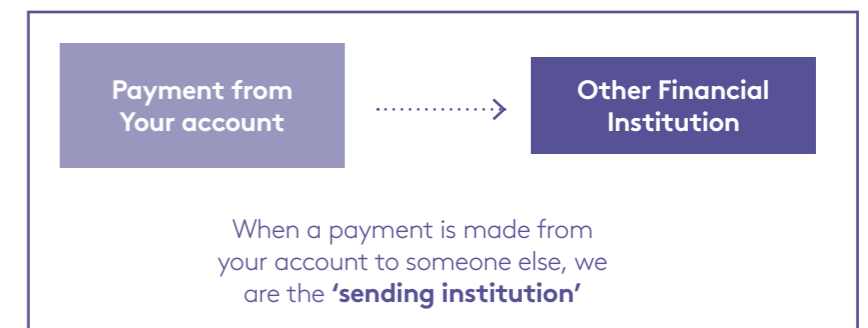 Payment from
Your account
Other Financial
Institution
When a payment is made from
your account to someone else, we
are the ‘sending institution’